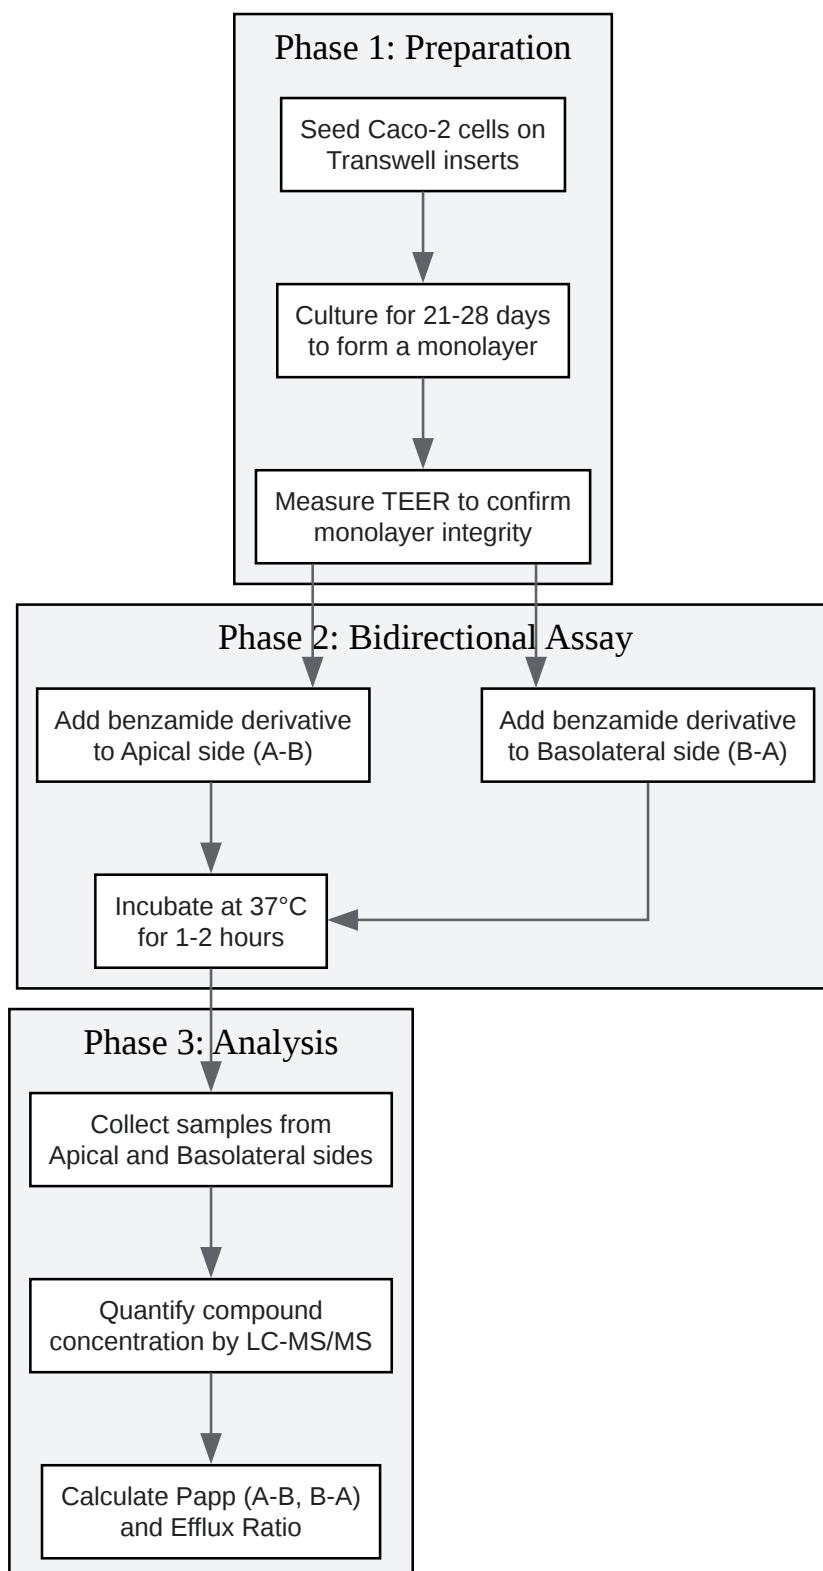 Phase 1: Preparation
Seed Caco-2 cells on
Transwell inserts
Culture for 21-28 days
to form a monolayer
Measure TEER to confirm
monolayer integrity
Phase 2: Bidirectional Assay
Add benzamide derivative
to Apical side (A-B)
Add benzamide derivative
to Basolateral side (B-A)
Incubate at 37°C
for 1-2 hours
Phase 3: Analysis
Collect samples from
Apical and Basolateral sides
Quantify compound
concentration by LC-MS/MS
Calculate Papp (A-B, B-A)
and Efflux Ratio